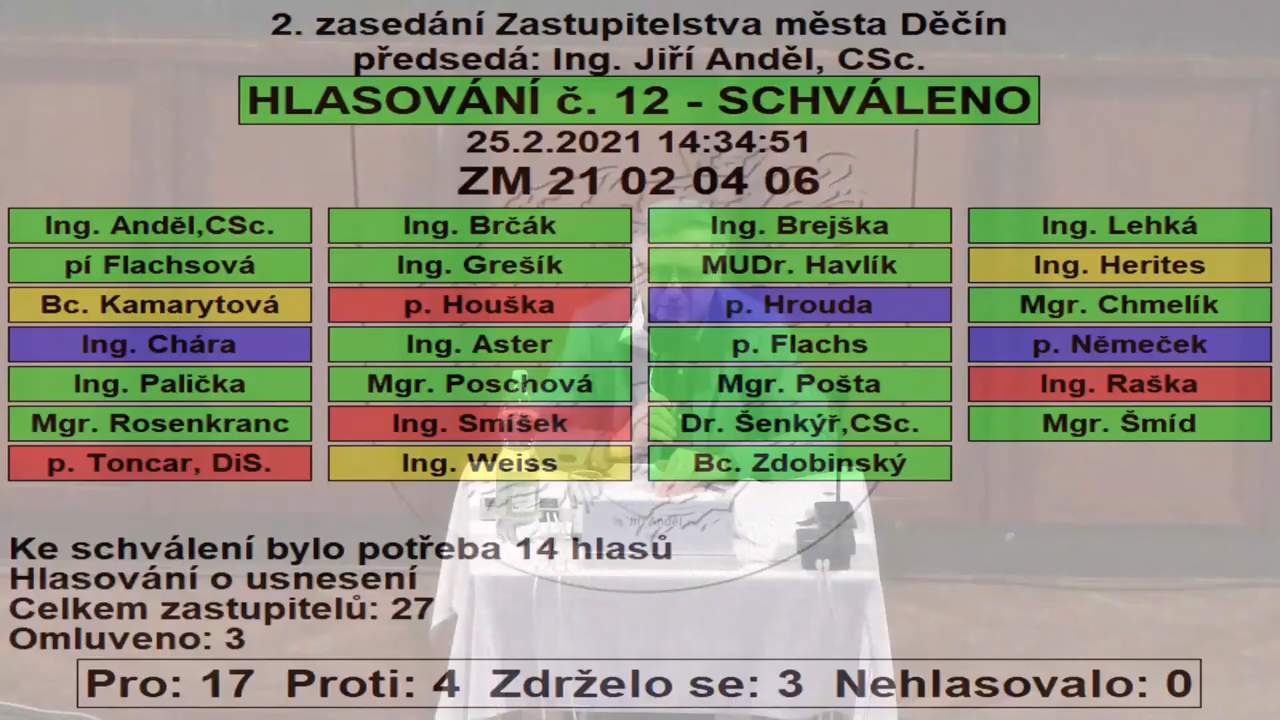 2. zasedání Zastupitelstva města Děčín
předsedá: Ing. Jiří Anděl, CSc.
HLASOVÁNÍ č. 12 - SCHVÁLENO
25.2.2021 14:34:51
ZM 21 02 04 06
Ing. Anděl,CSc. Ing. Brčák Ing. Brejška Ing. Lehká
pí Flachsová Ing. Grešík MUDr. Havlík Ing. Herites
Bc. Kamarytová p. Houška p. Hrouda Mgr. Chmelík
Ing. Chára Ing. Aster p. Flachs p. Němeček
Ing. Palička Mgr. Poschová Mgr. Pošta Ing. Raška
Mgr. Rosenkranc Ing. Smíšek Dr. Šenkýř,CSc. Mgr. Šmíd
p. Toncar, DiS. Ing. Weiss Bc. Zdobinský
Jiří Anděl
Ke schválení bylo potřeba 14 hlasů
Hlasování o usnesení
Celkem zastupitelů: 27
Omluveno: 3
Pro: 17 Proti: 4 Zdrželo se: 3 Nehlasovalo: 0